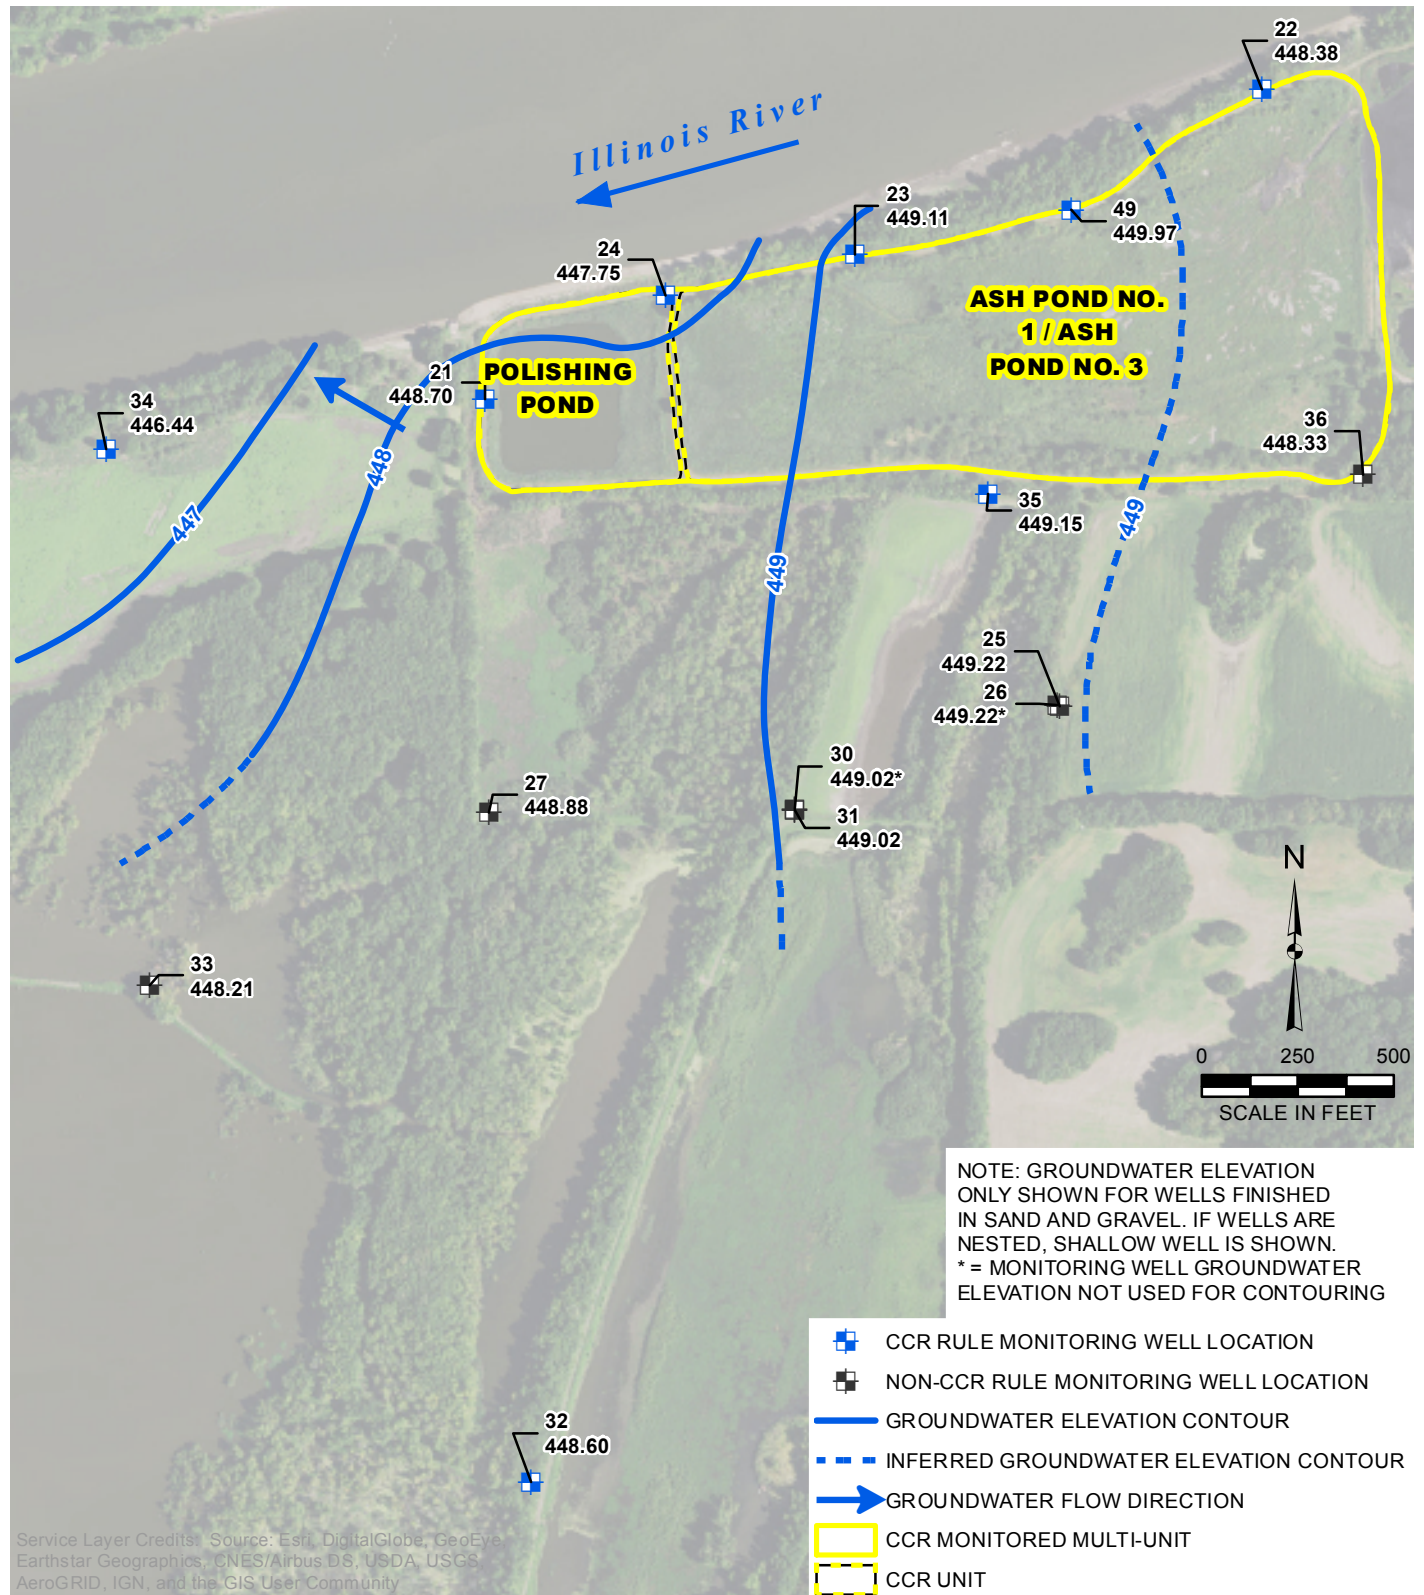 22
448.38
Illinois River
23
449.11
49
449.97
24
447.75
ASH POND NO.
1 / ASH
POND NO. 3
21
448.70
POLISHING
POND
34
446.44
36
448.33
448
447
449
449
35
449.15
25
449.22
26
449.22*
30
449.02*
27
448.88
31
449.02
N
33
448.21
0 250 500
SCALE IN FEET
NOTE: GROUNDWATER ELEVATION
ONLY SHOWN FOR WELLS FINISHED
IN SAND AND GRAVEL. IF WELLS ARE
NESTED, SHALLOW WELL IS SHOWN.
* = MONITORING WELL GROUNDWATER
ELEVATION NOT USED FOR CONTOURING
CCR RULE MONITORING WELL LOCATION
NON-CCR RULE MONITORING WELL LOCATION
GROUNDWATER ELEVATION CONTOUR
INFERRED GROUNDWATER ELEVATION CONTOUR
GROUNDWATER FLOW DIRECTION
CCR MONITORED MULTI-UNIT
CCR UNIT
32
448.60
Service Layer Credits: Source: Esri, DigitalGlobe, GeoEye,
Earthstar Geographics, CNES/Airbus DS, USDA, USGS,
AeroGRID, IGN, and the GIS User Community